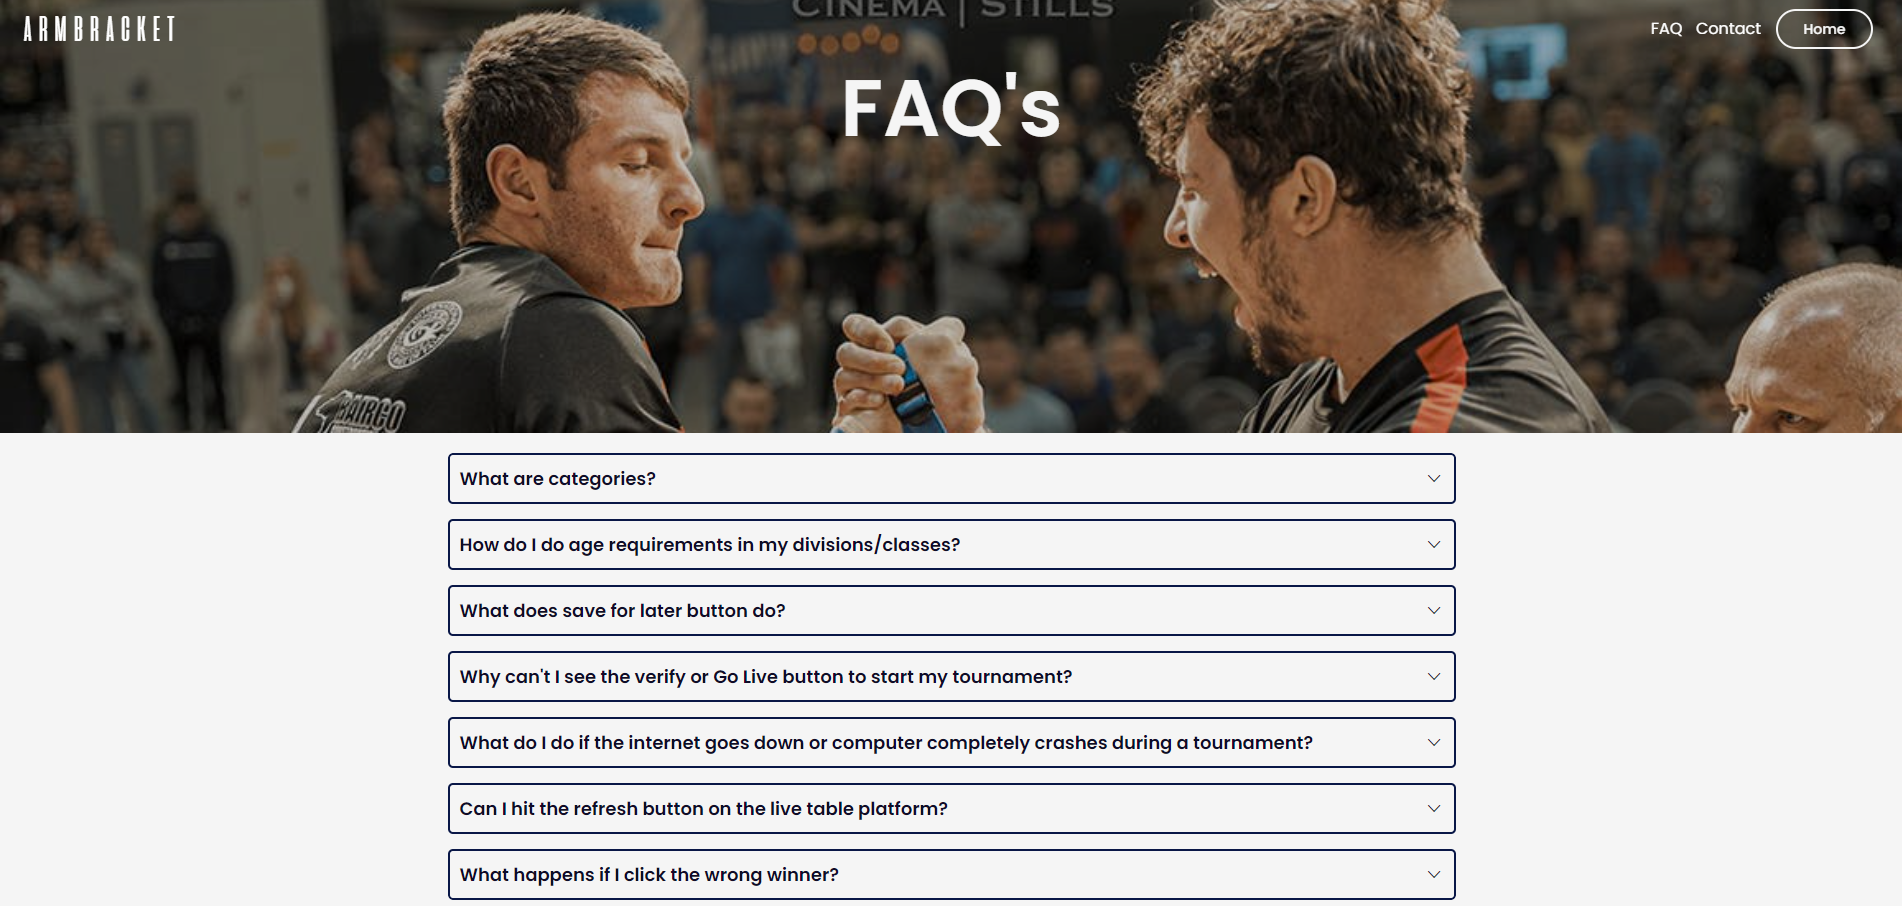 CINEMA | STILLS
ARMBRACKET
FAQ Contact Home
FAQ's
What are categories?
How do I do age requirements in my divisions/classes?
What does save for later button do?
Why can't I see the verify or Go Live button to start my tournament?
What do I do if the internet goes down or computer completely crashes during a tournament?
Can I hit the refresh button on the live table platform?
What happens if I click the wrong winner?